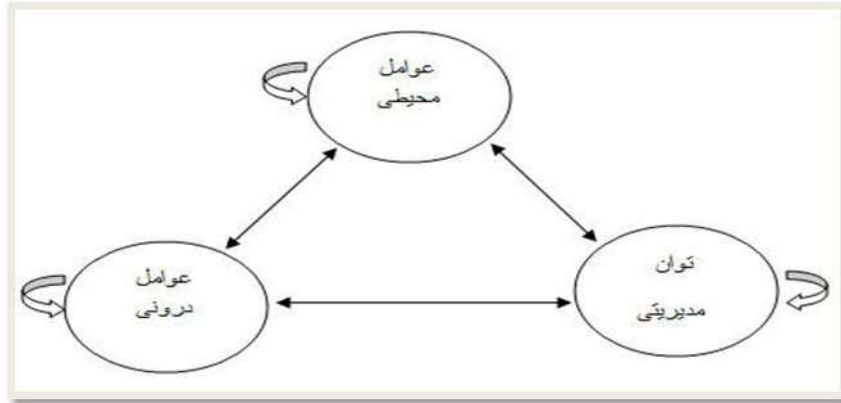 عوامل
محیطی
توان
مدیریتی
عوامل
درونی